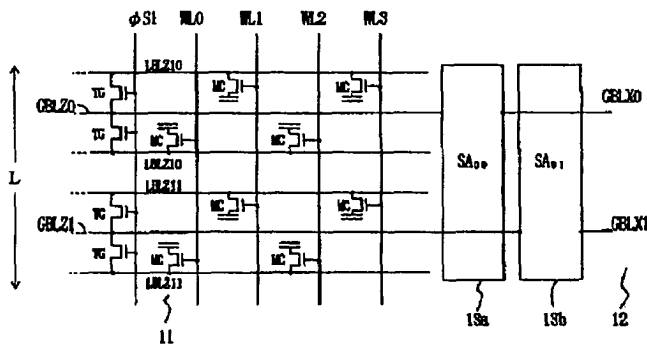 φS1 WL0 WL1 WL2 WL3
LBLZ10
TG
MC
MC
GBLZ0
GBLX0
TG
MC
MC
SA₀₀
SA₀₁
LBLZ10
L
LBLZ11
TG
MC
MC
GBLZ1
GBLX1
TG
MC
MC
LBLZ11
11
13a
13b
12